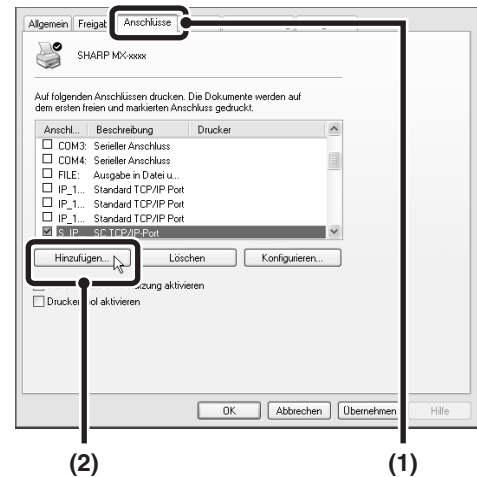 Allgemein Freigat Anschlüsse
SHARP MX-xxxx
Auf folgenden Anschlüssen drucken. Die Dokumente werden auf
dem ersten freien und markierten Anschluss gedruckt.
Anschl... Beschreibung Drucker
COM3: Serieller Anschluss
COM4: Serieller Anschluss
FILE: Ausgabe in Datei u...
IP_1... Standard TCP/IP Port
IP_1... Standard TCP/IP Port
IP_1... Standard TCP/IP Port
S_IP... SC TCP/IP-Port
Hinzufügen... Löschen Konfigurieren...
zung aktivieren
Drucker ol aktivieren
OK Abbrechen Übernehmen Hilfe
(2) (1)